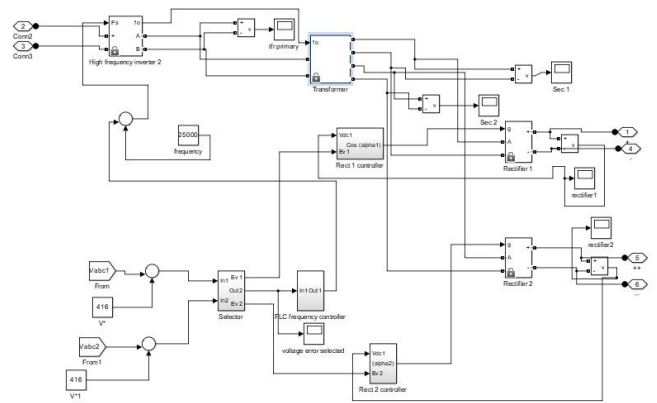 2
Conn2
3
Conn3
Fs
fo
+
A
-
B
High frequency inverter 2
+
-
v
tfr primary
fo
Transformer
+
-
v
Sec 1
+
-
v
Sec 2
25000
frequency
Vdc1
Cos (alpha1)
Ev 1
Rect 1 controller
g
+
A
-
Rectifier 1
+
-
v
1
+
4
-
rectifier1
rectifier2
g
+
A
-
Rectifier 2
+
-
v
5
++
6
--
Vabc1
From
416
V*
Vabc2
From1
416
V*1
In1
In2
Ev 1
Out2
Ev 2
Selector
In1
Out1
FLC frequency controller
voltage error selected
Vdc1
(alpha2)
Ev 2
Rect 2 controller